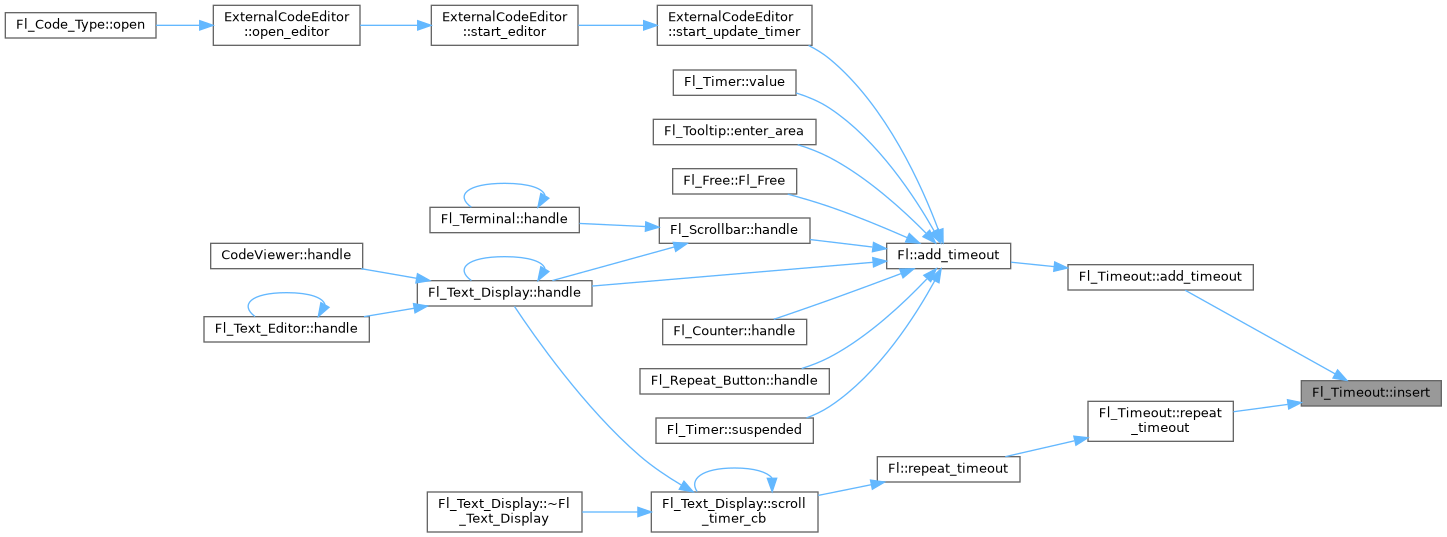 Fl_Code_Type::open
ExternalCodeEditor
::open_editor
ExternalCodeEditor
::start_editor
ExternalCodeEditor
::start_update_timer
Fl_Timer::value
Fl_Tooltip::enter_area
Fl_Free::Fl_Free
Fl_Terminal::handle
Fl_Scrollbar::handle
CodeViewer::handle
Fl::add_timeout
Fl_Timeout::add_timeout
Fl_Text_Display::handle
Fl_Text_Editor::handle
Fl_Counter::handle
Fl_Repeat_Button::handle
Fl_Timeout::insert
Fl_Timeout::repeat
_timeout
Fl_Timer::suspended
Fl::repeat_timeout
Fl_Text_Display::~Fl
_Text_Display
Fl_Text_Display::scroll
_timer_cb